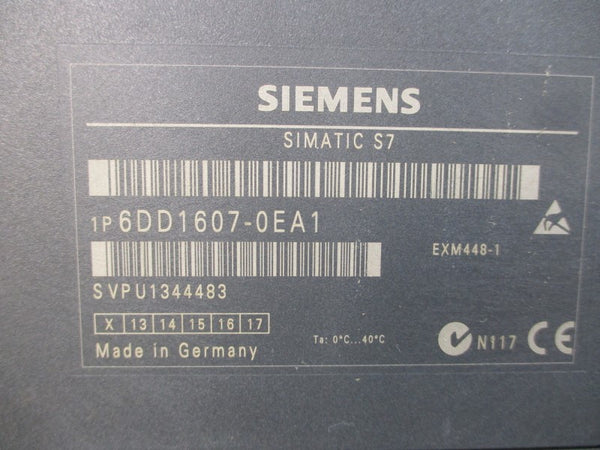 SIEMENS
SIMATIC S7
1P 6DD1607-0EA1
EXM448-1
SVPU1344483
X 13 14 15 16 17
Made in Germany
Ta: 0°C...40°C
N117 CE